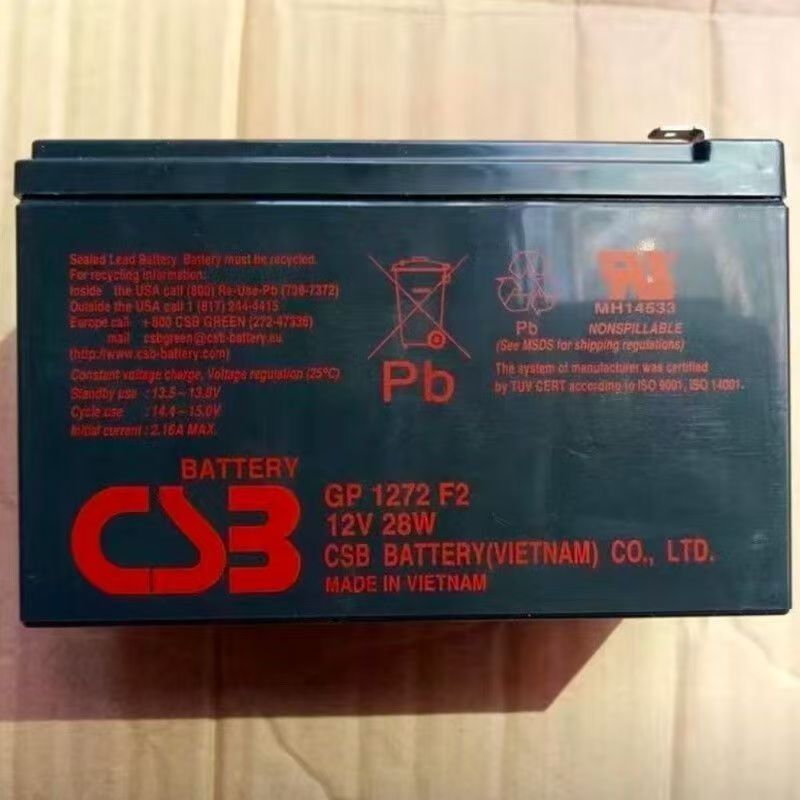 Sealed Lead Battery. Battery must be recycled.
For recycling information:
Inside the USA call (800) Re-Use-Pb (738-7372)
Outside the USA call 1 (817) 244-6415
Europe call +800 CSB GREEN (272-47336)
mail csbgreen@csb-battery.eu
(http://www.csb-battery.com)
Constant voltage charge, Voltage regulation (25°C)
Standby use : 13.5~13.8V
Cycle use : 14.4~15.0V
Initial current : 2.16A MAX.
Pb
Pb
MH14533
NONSPILLABLE
(See MSDS for shipping regulations)
The system of manufacturer was certified
by TUV CERT according to ISO 9001, ISO 14001.
BATTERY
CSB
GP 1272 F2
12V 28W
CSB BATTERY(VIETNAM) CO., LTD.
MADE IN VIETNAM